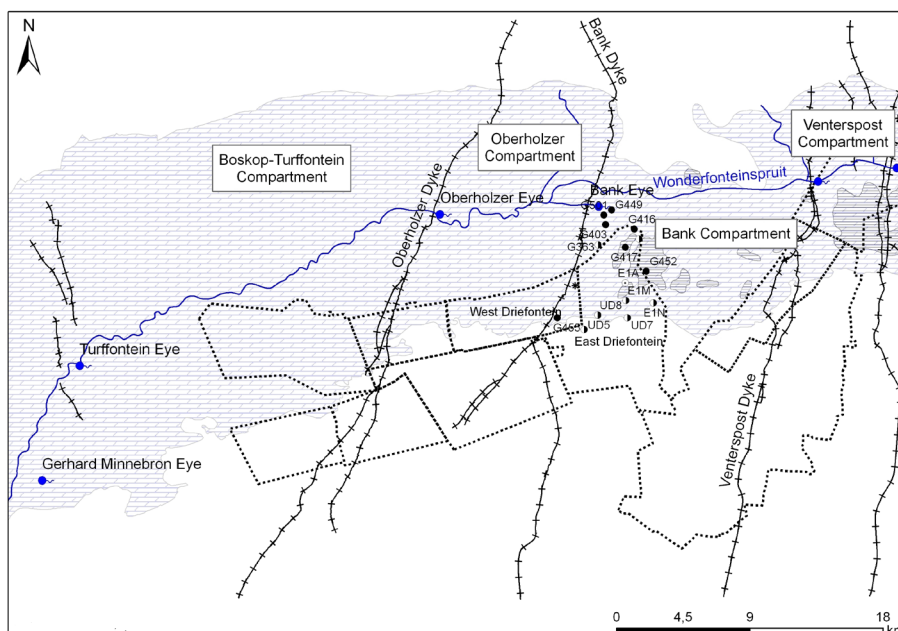 N
Bank Dyke
Venterspost
Compartment
Oberholzer
Compartment
Boskop-Turffontein
Compartment
Wonderfonteinspruit
Oberholzer Dyke
Oberholzer Eye
Bank Eye
G449
G416
G403
Bank Compartment
G363
G417
G452
E1A
E1M
UD8
E1N
West Driefontein
G455
UD5
UD7
East Driefontein
Turffontein Eye
Venterspost Dyke
Gerhard Minnebron Eye
0
4,5
9
18